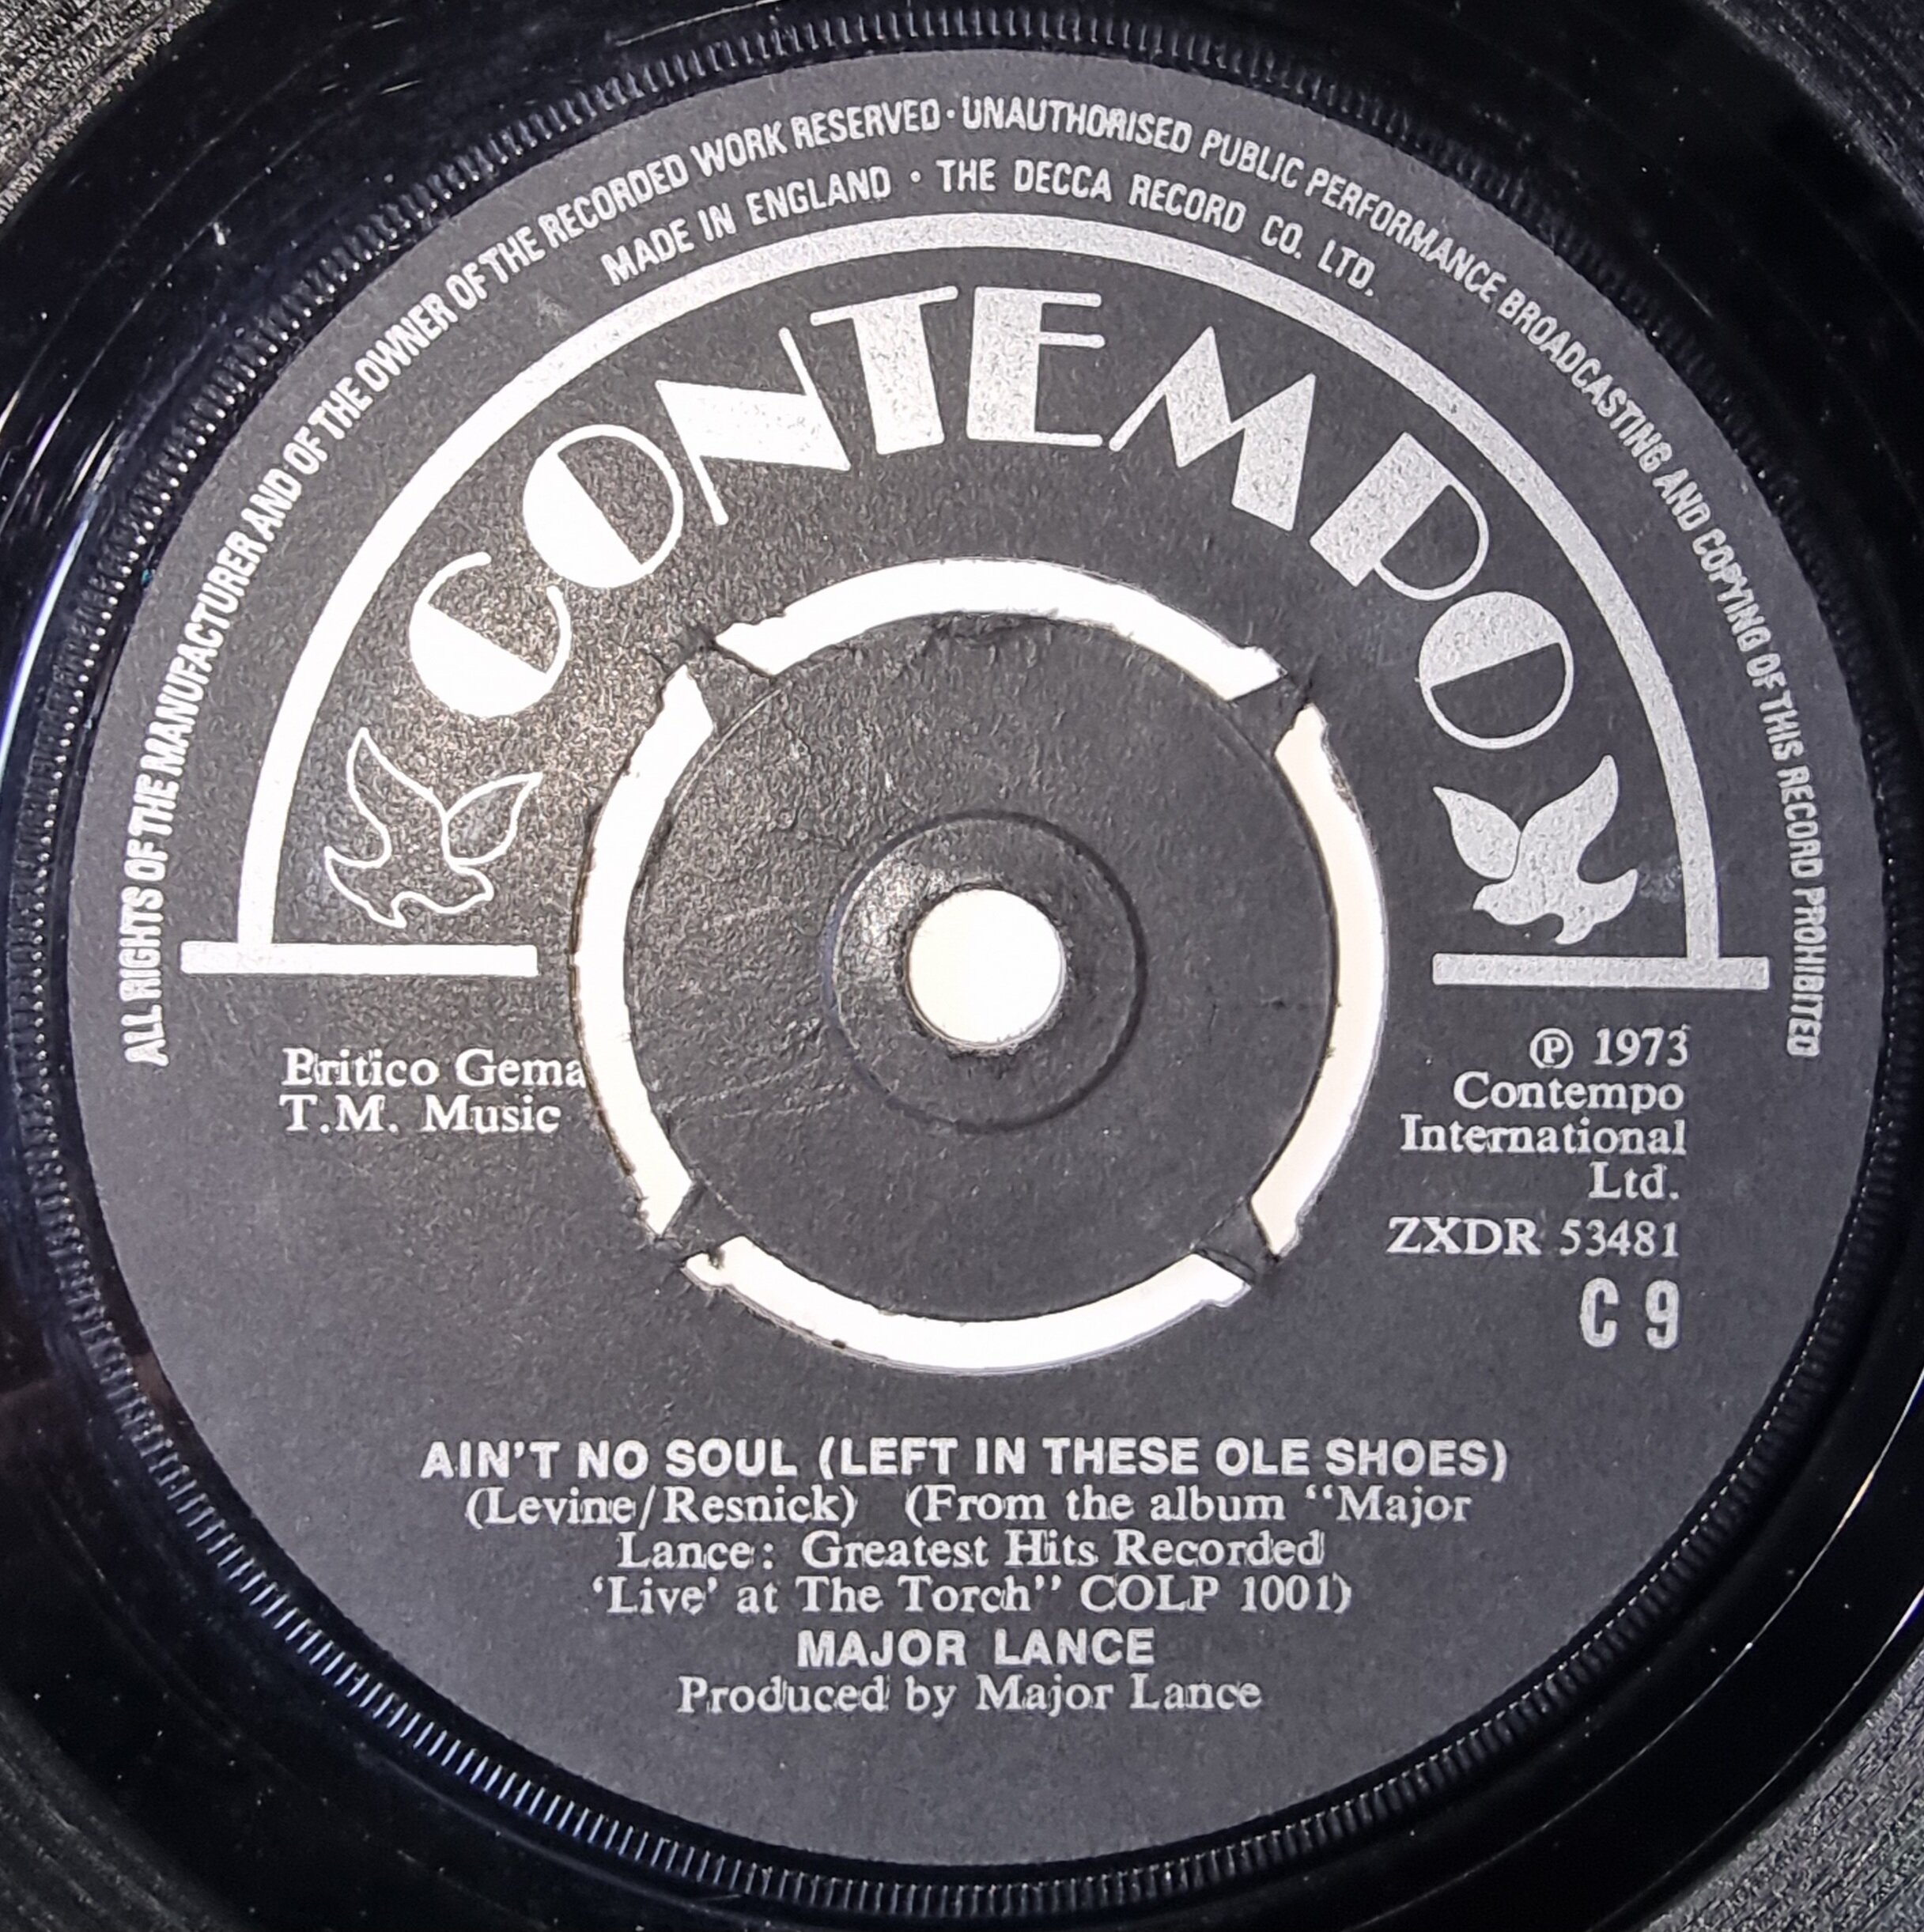 ALL RIGHTS OF THE MANUFACTURER AND OF THE OWNER OF THE RECORDED WORK RESERVED · UNAUTHORISED PUBLIC PERFORMANCE BROADCASTING AND COPYING OF THIS RECORD PROHIBITED
MADE IN ENGLAND · THE DECCA RECORD CO. LTD.
CONTEMPO
Britico Gema
T.M. Music
℗ 1973
Contempo
International
Ltd.
ZXDR 53481
C 9
AIN'T NO SOUL (LEFT IN THESE OLE SHOES)
(Levine/Resnick) (From the album "Major
Lance: Greatest Hits Recorded
'Live' at The Torch" COLP 1001)
MAJOR LANCE
Produced by Major Lance